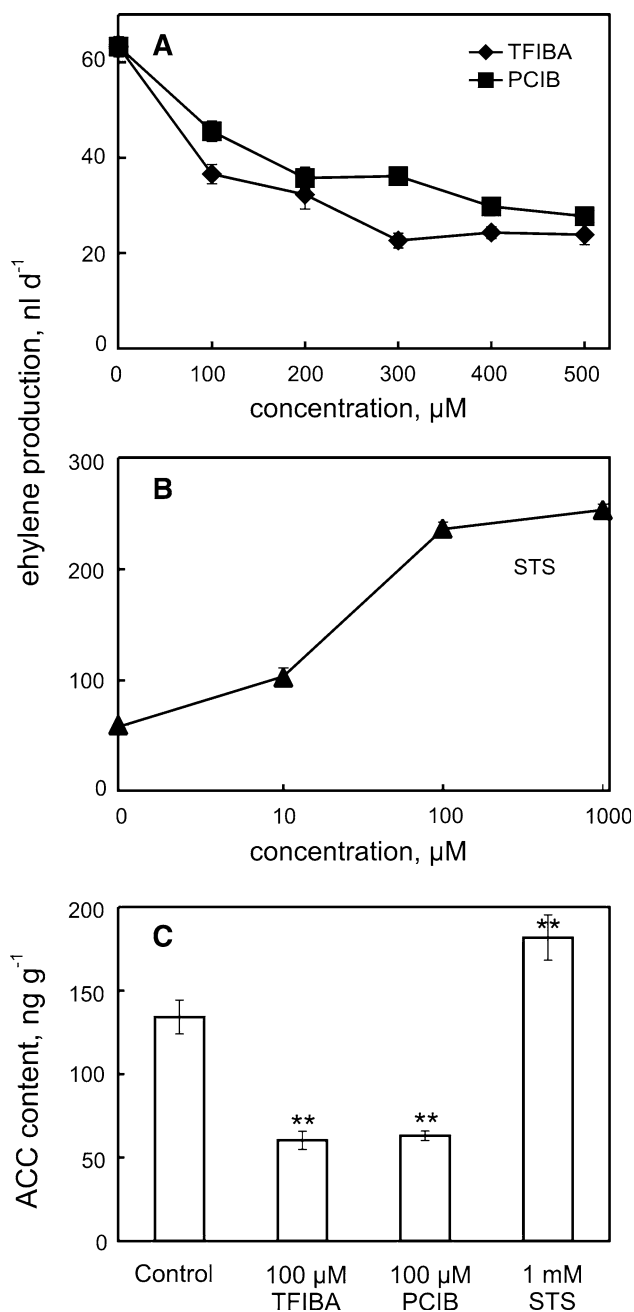 A
TFIBA
PCIB
60
40
20
0
0 100 200 300 400 500
concentration, µM
ehylene production, nl d-1
B
STS
300
200
100
0
0 10 100 1000
concentration, µM
C
200
150
100
50
0
ACC content, ng g-1
** ** **
Control 100 µM 100 µM 1 mM
TFIBA PCIB STS